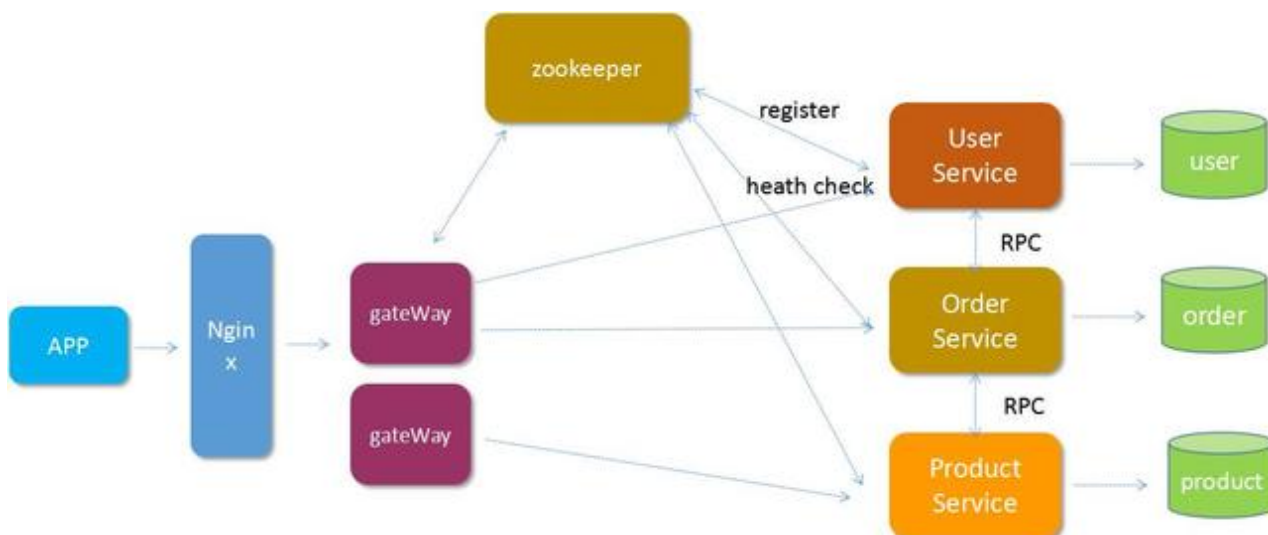 zookeeper
register
User
Service
user
heath check
RPC
gateWay
Order
Service
order
APP
Ngin
x
RPC
gateWay
Product
Service
product